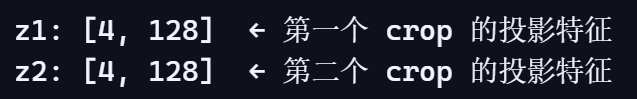 z1: [4, 128]  ← 第一个 crop 的投影特征
z2: [4, 128]  ← 第二个 crop 的投影特征